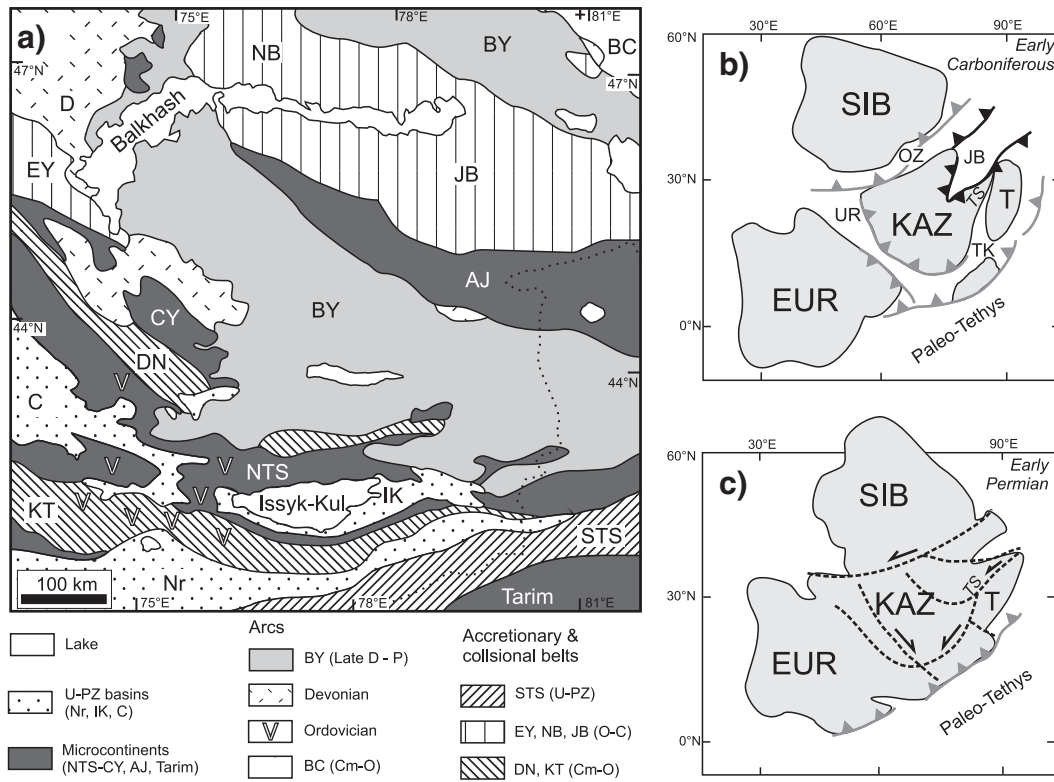 a)
75°E
78°E
81°E
47°N
47°N
NB
BY
BC
D
Balkhash
EY
JB
AJ
BY
CY
44°N
DN
44°N
V
C
V
V
NTS
Issyk-Kul
IK
V
KT
V
V
V
V
STS
Nr
100 km
75°E
78°E
Tarim
81°E
Lake
U-PZ basins
(Nr, IK, C)
Microcontinents
(NTS-CY, AJ, Tarim)
Arcs
BY (Late D - P)
Devonian
V
Ordovician
BC (Cm-O)
Accretionary &
collsional belts
STS (U-PZ)
EY, NB, JB (O-C)
DN, KT (Cm-O)
b)
30°E
60°E
90°E
60°N
Early
Carboniferous
SIB
OZ
JB
30°N
TS
T
UR
KAZ
TK
EUR
0°N
Paleo-Tethys
c)
30°E
90°E
60°N
Early
Permian
SIB
TS
KAZ
T
30°N
EUR
Paleo-Tethys
0°N